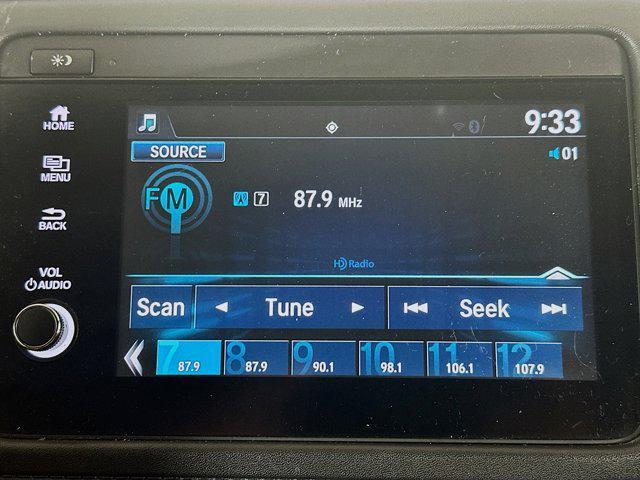 9:33
HOME
SOURCE
01
FM
7 87.9 MHz
MENU
BACK
HD Radio
VOL
AUDIO
Scan Tune Seek
7 8 9 10 11 12
87.9 87.9 90.1 98.1 106.1 107.9